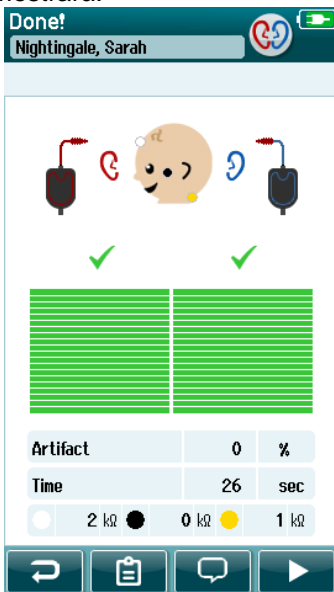 Done!
Nightingale, Sarah
Artifact 0 %
Time 26 sec
2 kΩ 0 kΩ 1 kΩ